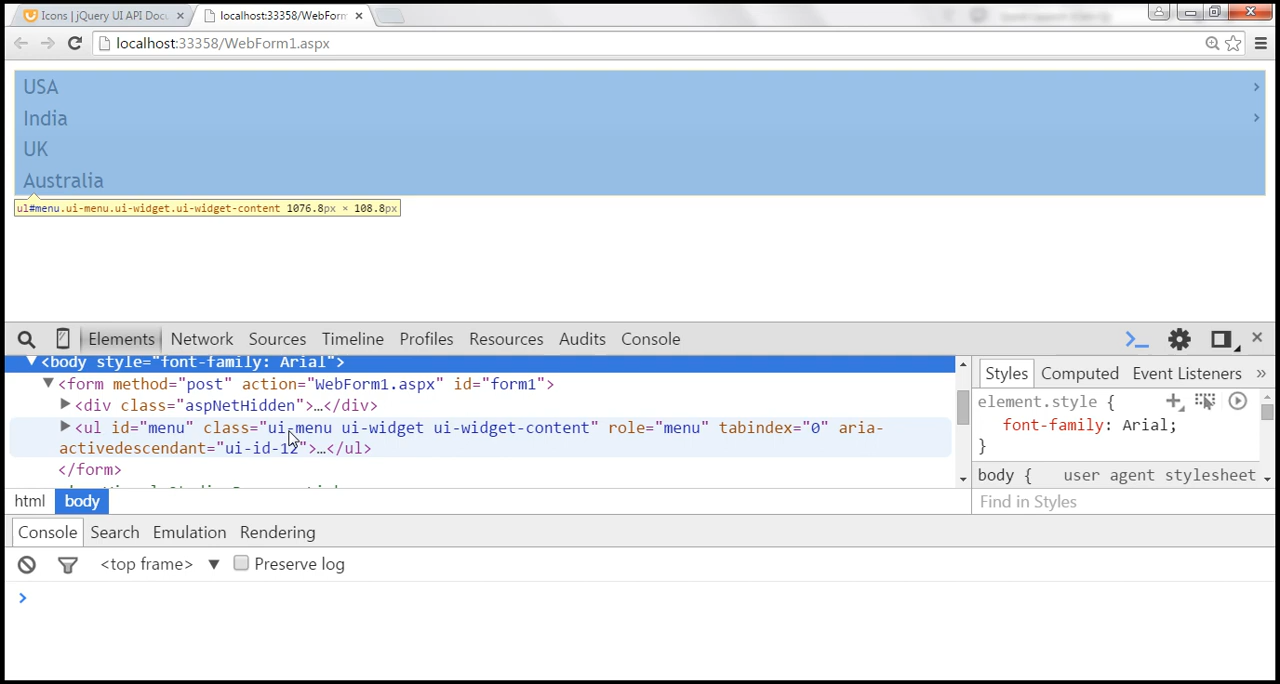 Icons | jQuery UI API Docu
localhost:33358/WebForm
localhost:33358/WebForm1.aspx
USA
India
UK
Australia
ul#menu.ui-menu.ui-widget.ui-widget-content 1076.8px × 108.8px
Elements Network Sources Timeline Profiles Resources Audits Console
<body style="font-family: Arial">
<form method="post" action="WebForm1.aspx" id="form1">
<div class="aspNetHidden">…</div>
<ul id="menu" class="ui-menu ui-widget ui-widget-content" role="menu" tabindex="0" aria-
activedescendant="ui-id-12">…</ul>
</form>
html body
Styles Computed Event Listeners »
element.style {
font-family: Arial;
}
body { user agent stylesheet
Find in Styles
Console Search Emulation Rendering
<top frame> ▼ Preserve log
>